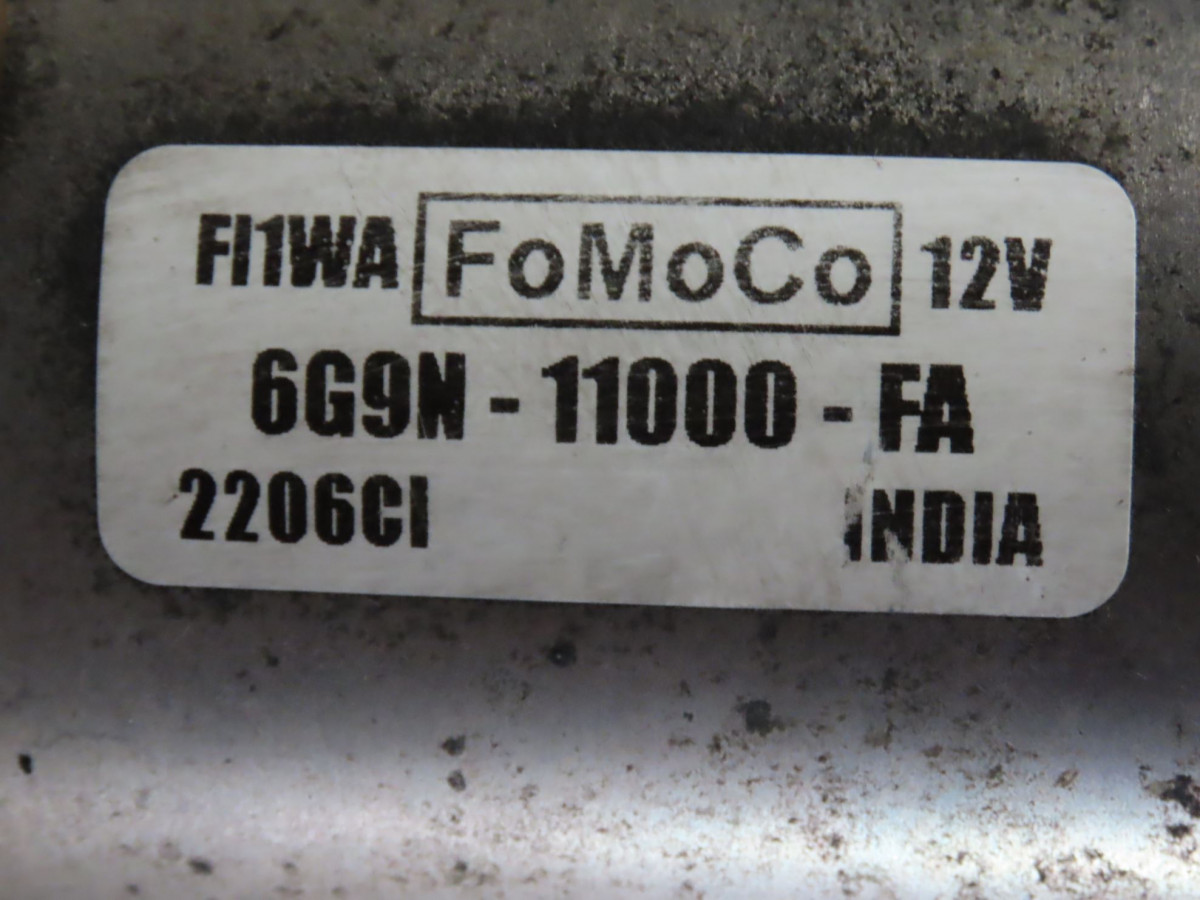 FI1WA FoMoCo 12V
6G9N - 11000 - FA
2206CI INDIA